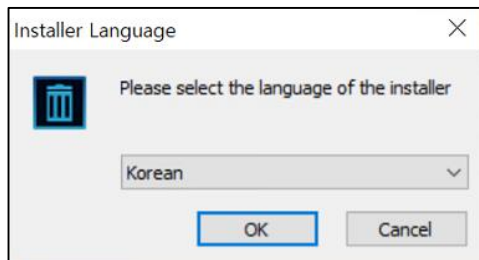 Installer Language
Please select the language of the installer
Korean
OK
Cancel